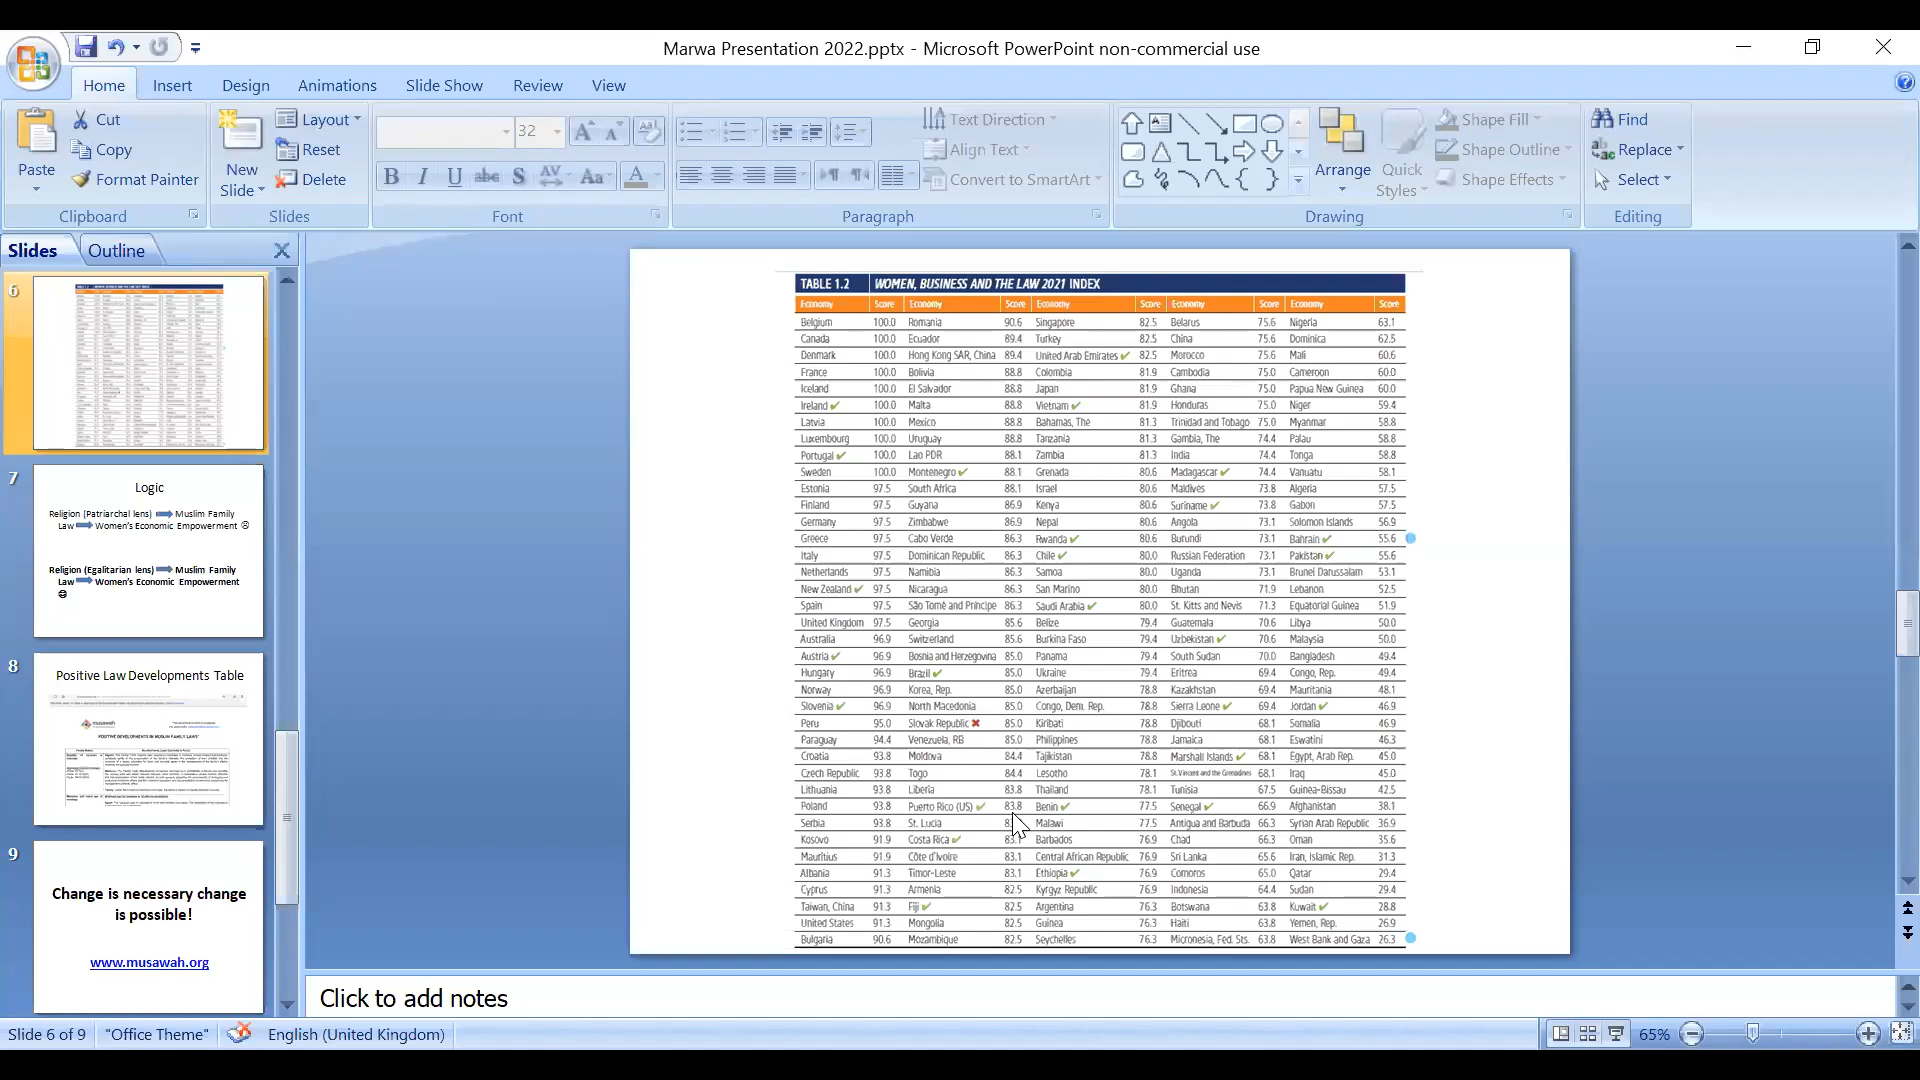 Marwa Presentation 2022.pptx - Microsoft PowerPoint non-commercial use
Home Insert Design Animations Slide Show Review View
Paste Cut Copy Format Painter Clipboard
New Slide Layout Reset Delete Slides
32 Font
Text Direction Align Text Convert to SmartArt Paragraph
Arrange Quick Styles Shape Fill Shape Outline Shape Effects Drawing
Find Replace Select Editing
Slides Outline
6
7
Logic
Religion (Patriarchal lens) Muslim Family
Law Women's Economic Empowerment ☹
Religion (Egalitarian lens) Muslim Family
Law Women's Economic Empowerment
☺
8
Positive Law Developments Table
musawah
POSITIVE DEVELOPMENTS IN MUSLIM FAMILY LAWS
9
Change is necessary change
is possible!
www.musawah.org
TABLE 1.2 WOMEN, BUSINESS AND THE LAW 2021 INDEX
Economy Score Economy Score Economy Score Economy Score Economy Score
Belgium 100.0 Romania 90.6 Singapore 82.5 Belarus 75.6 Nigeria 63.1
Canada 100.0 Ecuador 89.4 Turkey 82.5 China 75.6 Dominica 62.5
Denmark 100.0 Hong Kong SAR, China 89.4 United Arab Emirates ✔ 82.5 Morocco 75.6 Mali 60.6
France 100.0 Bolivia 88.8 Colombia 81.9 Cambodia 75.0 Cameroon 60.0
Iceland 100.0 El Salvador 88.8 Japan 81.9 Ghana 75.0 Papua New Guinea 60.0
Ireland ✔ 100.0 Malta 88.8 Vietnam ✔ 81.9 Honduras 75.0 Niger 59.4
Latvia 100.0 Mexico 88.8 Bahamas, The 81.3 Trinidad and Tobago 75.0 Myanmar 58.8
Luxembourg 100.0 Uruguay 88.8 Tanzania 81.3 Gambia, The 74.4 Palau 58.8
Portugal ✔ 100.0 Lao PDR 88.1 Zambia 81.3 India 74.4 Tonga 58.8
Sweden 100.0 Montenegro ✔ 88.1 Grenada 80.6 Madagascar ✔ 74.4 Vanuatu 58.1
Estonia 97.5 South Africa 88.1 Israel 80.6 Maldives 73.8 Algeria 57.5
Finland 97.5 Guyana 86.9 Kenya 80.6 Suriname ✔ 73.8 Gabon 57.5
Germany 97.5 Zimbabwe 86.9 Nepal 80.6 Angola 73.1 Solomon Islands 56.9
Greece 97.5 Cabo Verde 86.3 Rwanda ✔ 80.6 Burundi 73.1 Bahrain ✔ 55.6
Italy 97.5 Dominican Republic 86.3 Chile ✔ 80.0 Russian Federation 73.1 Pakistan ✔ 55.6
Netherlands 97.5 Namibia 86.3 Samoa 80.0 Uganda 73.1 Brunei Darussalam 53.1
New Zealand ✔ 97.5 Nicaragua 86.3 San Marino 80.0 Bhutan 71.9 Lebanon 52.5
Spain 97.5 São Tomé and Príncipe 86.3 Saudi Arabia ✔ 80.0 St. Kitts and Nevis 71.3 Equatorial Guinea 51.9
United Kingdom 97.5 Georgia 85.6 Belize 79.4 Guatemala 70.6 Libya 50.0
Australia 96.9 Switzerland 85.6 Burkina Faso 79.4 Uzbekistan ✔ 70.6 Malaysia 50.0
Austria ✔ 96.9 Bosnia and Herzegovina 85.0 Panama 79.4 South Sudan 70.0 Bangladesh 49.4
Hungary 96.9 Brazil ✔ 85.0 Ukraine 79.4 Eritrea 69.4 Congo, Rep. 49.4
Norway 96.9 Korea, Rep. 85.0 Azerbaijan 78.8 Kazakhstan 69.4 Mauritania 48.1
Slovenia ✔ 96.9 North Macedonia 85.0 Congo, Dem. Rep. 78.8 Sierra Leone ✔ 69.4 Jordan ✔ 46.9
Peru 95.0 Slovak Republic ✖ 85.0 Kiribati 78.8 Djibouti 68.1 Somalia 46.9
Paraguay 94.4 Venezuela, RB 85.0 Philippines 78.8 Jamaica 68.1 Eswatini 46.3
Croatia 93.8 Moldova 84.4 Tajikistan 78.8 Marshall Islands ✔ 68.1 Egypt, Arab Rep. 45.0
Czech Republic 93.8 Togo 84.4 Lesotho 78.1 St. Vincent and the Grenadines 68.1 Iraq 45.0
Lithuania 93.8 Liberia 83.8 Thailand 78.1 Tunisia 67.5 Guinea-Bissau 42.5
Poland 93.8 Puerto Rico (US) ✔ 83.8 Benin ✔ 77.5 Senegal ✔ 66.9 Afghanistan 38.1
Serbia 93.8 St. Lucia Malawi 77.5 Antigua and Barbuda 66.3 Syrian Arab Republic 36.9
Kosovo 91.9 Costa Rica ✔ 83.1 Barbados 76.9 Chad 66.3 Oman 35.6
Mauritius 91.9 Côte d'Ivoire 83.1 Central African Republic 76.9 Sri Lanka 65.6 Iran, Islamic Rep. 31.3
Albania 91.3 Timor-Leste 83.1 Ethiopia ✔ 76.9 Comoros 65.0 Qatar 29.4
Cyprus 91.3 Armenia 82.5 Kyrgyz Republic 76.9 Indonesia 64.4 Sudan 29.4
Taiwan, China 91.3 Fiji ✔ 82.5 Argentina 76.3 Botswana 63.8 Kuwait ✔ 28.8
United States 91.3 Mongolia 82.5 Guinea 76.3 Haiti 63.8 Yemen, Rep. 26.9
Bulgaria 90.6 Mozambique 82.5 Seychelles 76.3 Micronesia, Fed. Sts. 63.8 West Bank and Gaza 26.3
Click to add notes
Slide 6 of 9 "Office Theme" English (United Kingdom) 65%